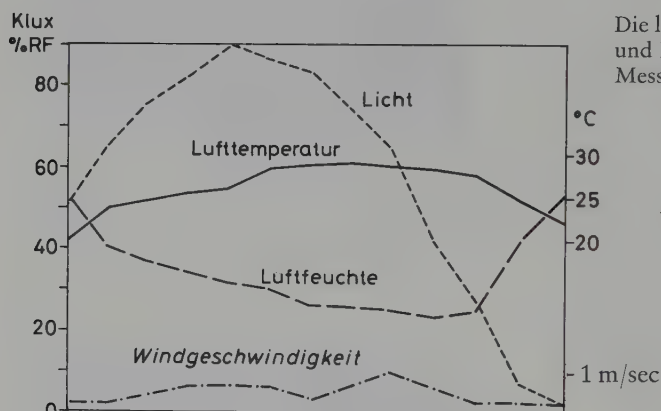 Klux
%RF
80
60
40
20
0
Licht
Lufttemperatur
Luftfeuchte
Windgeschwindigkeit
°C
30
25
20
1 m/sec
Die
und
Mess